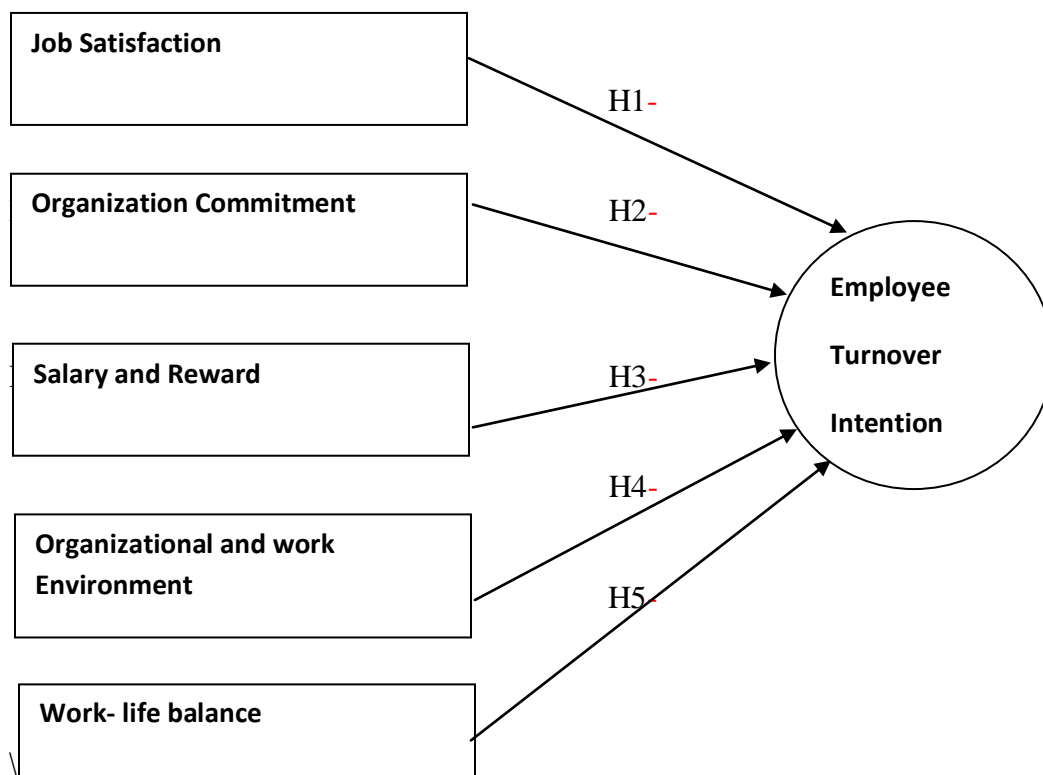 Job Satisfaction
H1-
Organization Commitment
H2-
Employee
Turnover
Intention
Salary and Reward
H3-
Organizational and work
Environment
H4-
H5-
Work- life balance
\